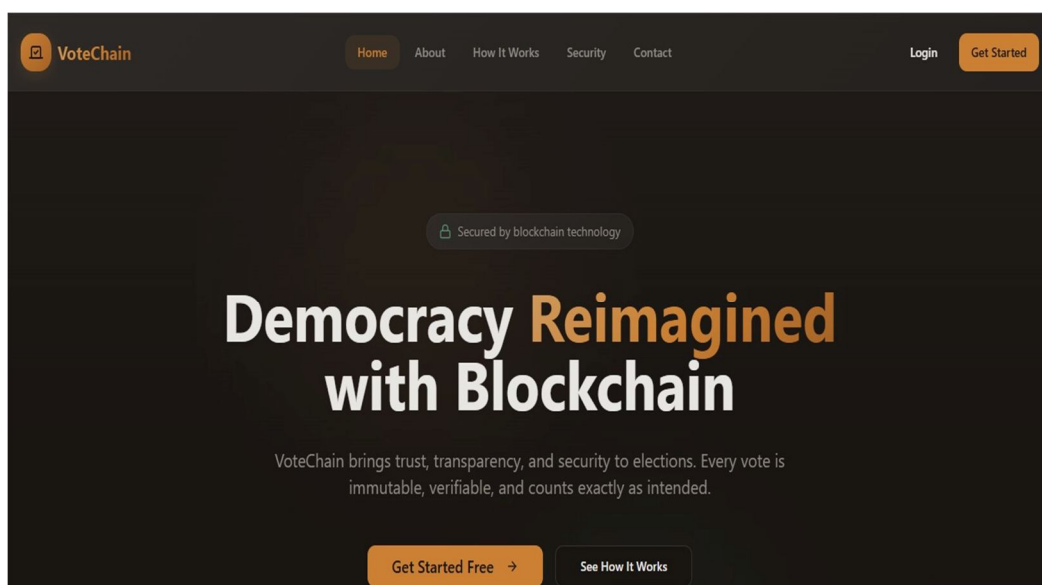 VoteChain
Home
About
How It Works
Security
Contact
Login
Get Started
Secured by blockchain technology
Democracy Reimagined
with Blockchain
VoteChain brings trust, transparency, and security to elections. Every vote is
immutable, verifiable, and counts exactly as intended.
Get Started Free →
See How It Works